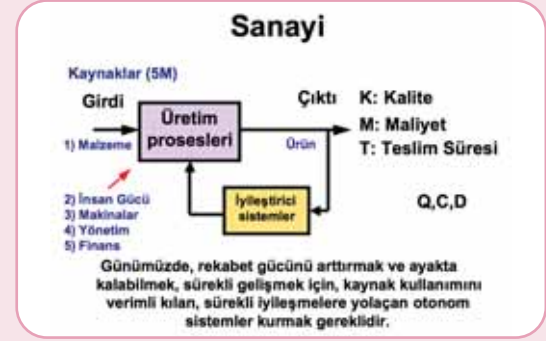 Sanayi
Kaynaklar (5M)
Girdi
Üretim
prosesleri
Çıktı
K: Kalite
M: Maliyet
T: Teslim Süresi
1) Malzeme
Ürün
2) İnsan Gücü
3) Makinalar
4) Yönetim
5) Finans
İyileştirici
sistemler
Q,C,D
Günümüzde, rekabet gücünü arttırmak ve ayakta
kalabilmek, sürekli gelişmek için, kaynak kullanımını
verimli kılan, sürekli iyileşmelere yolaçan otonom
sistemler kurmak gereklidir.